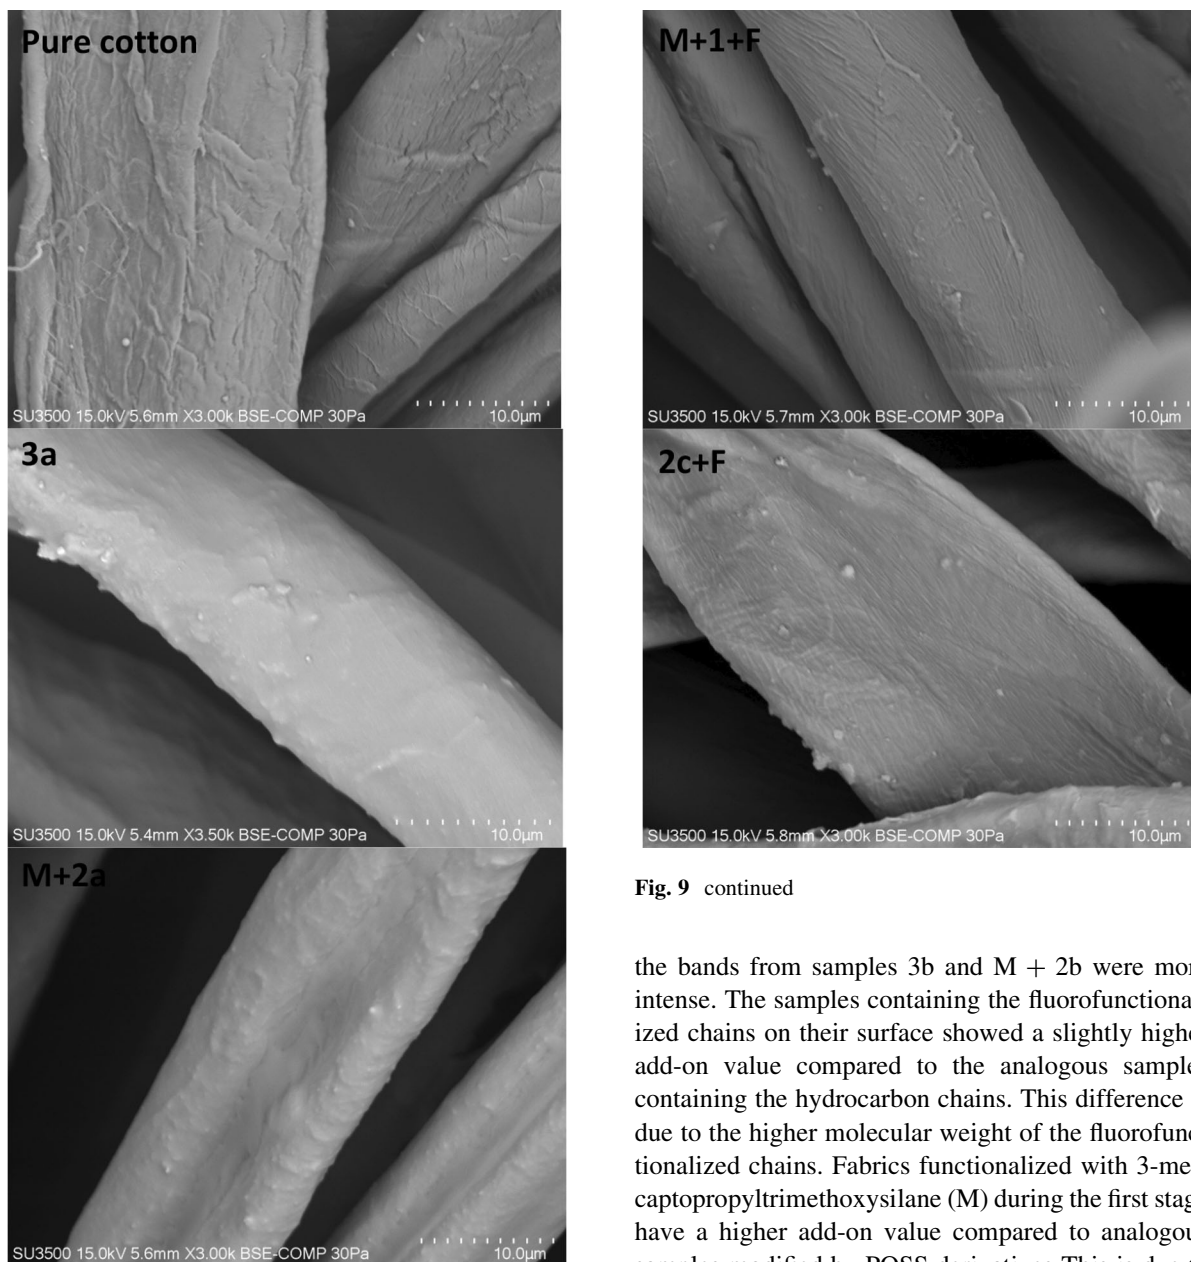 Pure cotton
SU3500 15.0kV 5.6mm X3.00k BSE-COMP 30Pa 10.0µm
3a
SU3500 15.0kV 5.4mm X3.50k BSE-COMP 30Pa 10.0µm
M+2a
SU3500 15.0kV 5.6mm X3.00k BSE-COMP 30Pa 10.0µm
M+1+F
SU3500 15.0kV 5.7mm X3.00k BSE-COMP 30Pa 10.0µm
2c+F
SU3500 15.0kV 5.8mm X3.00k BSE-COMP 30Pa 10.0µm
Fig. 9 continued
the bands from samples 3b and M + 2b were mor
intense. The samples containing the fluorofunctional
ized chains on their surface showed a slightly highe
add-on value compared to the analogous sample
containing the hydrocarbon chains. This difference
due to the higher molecular weight of the fluorofunc
tionalized chains. Fabrics functionalized with 3-mer
captopropyltrimethoxysilane (M) during the first stag
have a higher add-on value compared to analogou